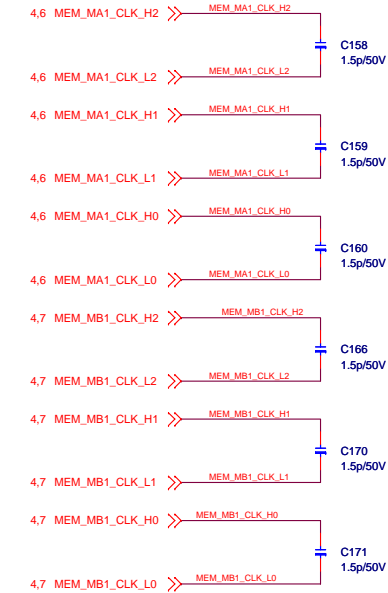 4,6 MEM_MA1_CLK_H2 MEM_MA1_CLK_H2
C158
1.5p/50V
4,6 MEM_MA1_CLK_L2 MEM_MA1_CLK_L2
4,6 MEM_MA1_CLK_H1 MEM_MA1_CLK_H1
C159
1.5p/50V
4,6 MEM_MA1_CLK_L1 MEM_MA1_CLK_L1
4,6 MEM_MA1_CLK_H0 MEM_MA1_CLK_H0
C160
1.5p/50V
4,6 MEM_MA1_CLK_L0 MEM_MA1_CLK_L0
4,7 MEM_MB1_CLK_H2 MEM_MB1_CLK_H2
C166
1.5p/50V
4,7 MEM_MB1_CLK_L2 MEM_MB1_CLK_L2
4,7 MEM_MB1_CLK_H1 MEM_MB1_CLK_H1
C170
1.5p/50V
4,7 MEM_MB1_CLK_L1 MEM_MB1_CLK_L1
4,7 MEM_MB1_CLK_H0 MEM_MB1_CLK_H0
C171
1.5p/50V
4,7 MEM_MB1_CLK_L0 MEM_MB1_CLK_L0